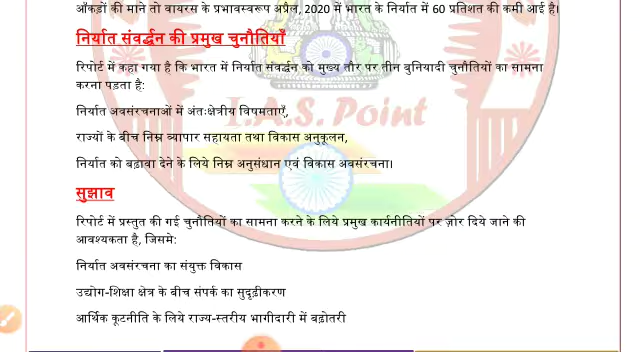 आँकड़ों की माने तो वायरस के प्रभावस्वरूप अप्रैल, 2020 में भारत के निर्यात में 60 प्रतिशत की कमी आई है।
निर्यात संवर्द्धन की प्रमुख चुनौतियाँ
रिपोर्ट में कहा गया है कि भारत में निर्यात संवर्द्धन को मुख्य तौर पर तीन बुनियादी चुनौतियों का सामना
करना पड़ता है:
निर्यात अवसंरचनाओं में अंतःक्षेत्रीय विषमताएँ,
I.A.S. Point
राज्यों के बीच निम्न व्यापार सहायता तथा विकास अनुकूलन,
निर्यात को बढ़ावा देने के लिये निम्न अनुसंधान एवं विकास अवसंरचना।
सुझाव
रिपोर्ट में प्रस्तुत की गई चुनौतियों का सामना करने के लिये प्रमुख कार्यनीतियों पर ज़ोर दिये जाने की
आवश्यकता है, जिसमे:
निर्यात अवसंरचना का संयुक्त विकास
उद्योग-शिक्षा क्षेत्र के बीच संपर्क का सुदृढ़ीकरण
आर्थिक कूटनीति के लिये राज्य-स्तरीय भागीदारी में बढ़ोतरी